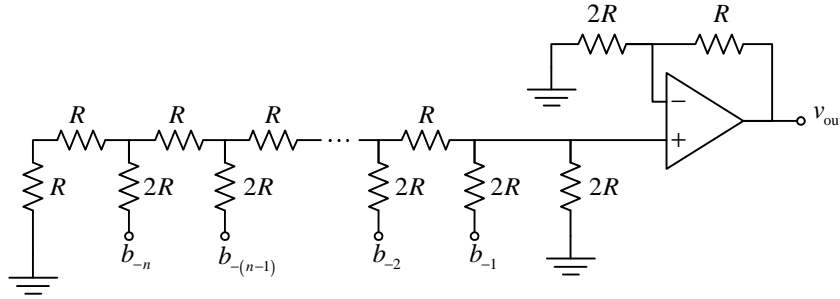 2R R
R R R ⋯ R
− v_out
+
R 2R 2R 2R 2R 2R
b_{-n} b_{-(n-1)} b_{-2} b_{-1}